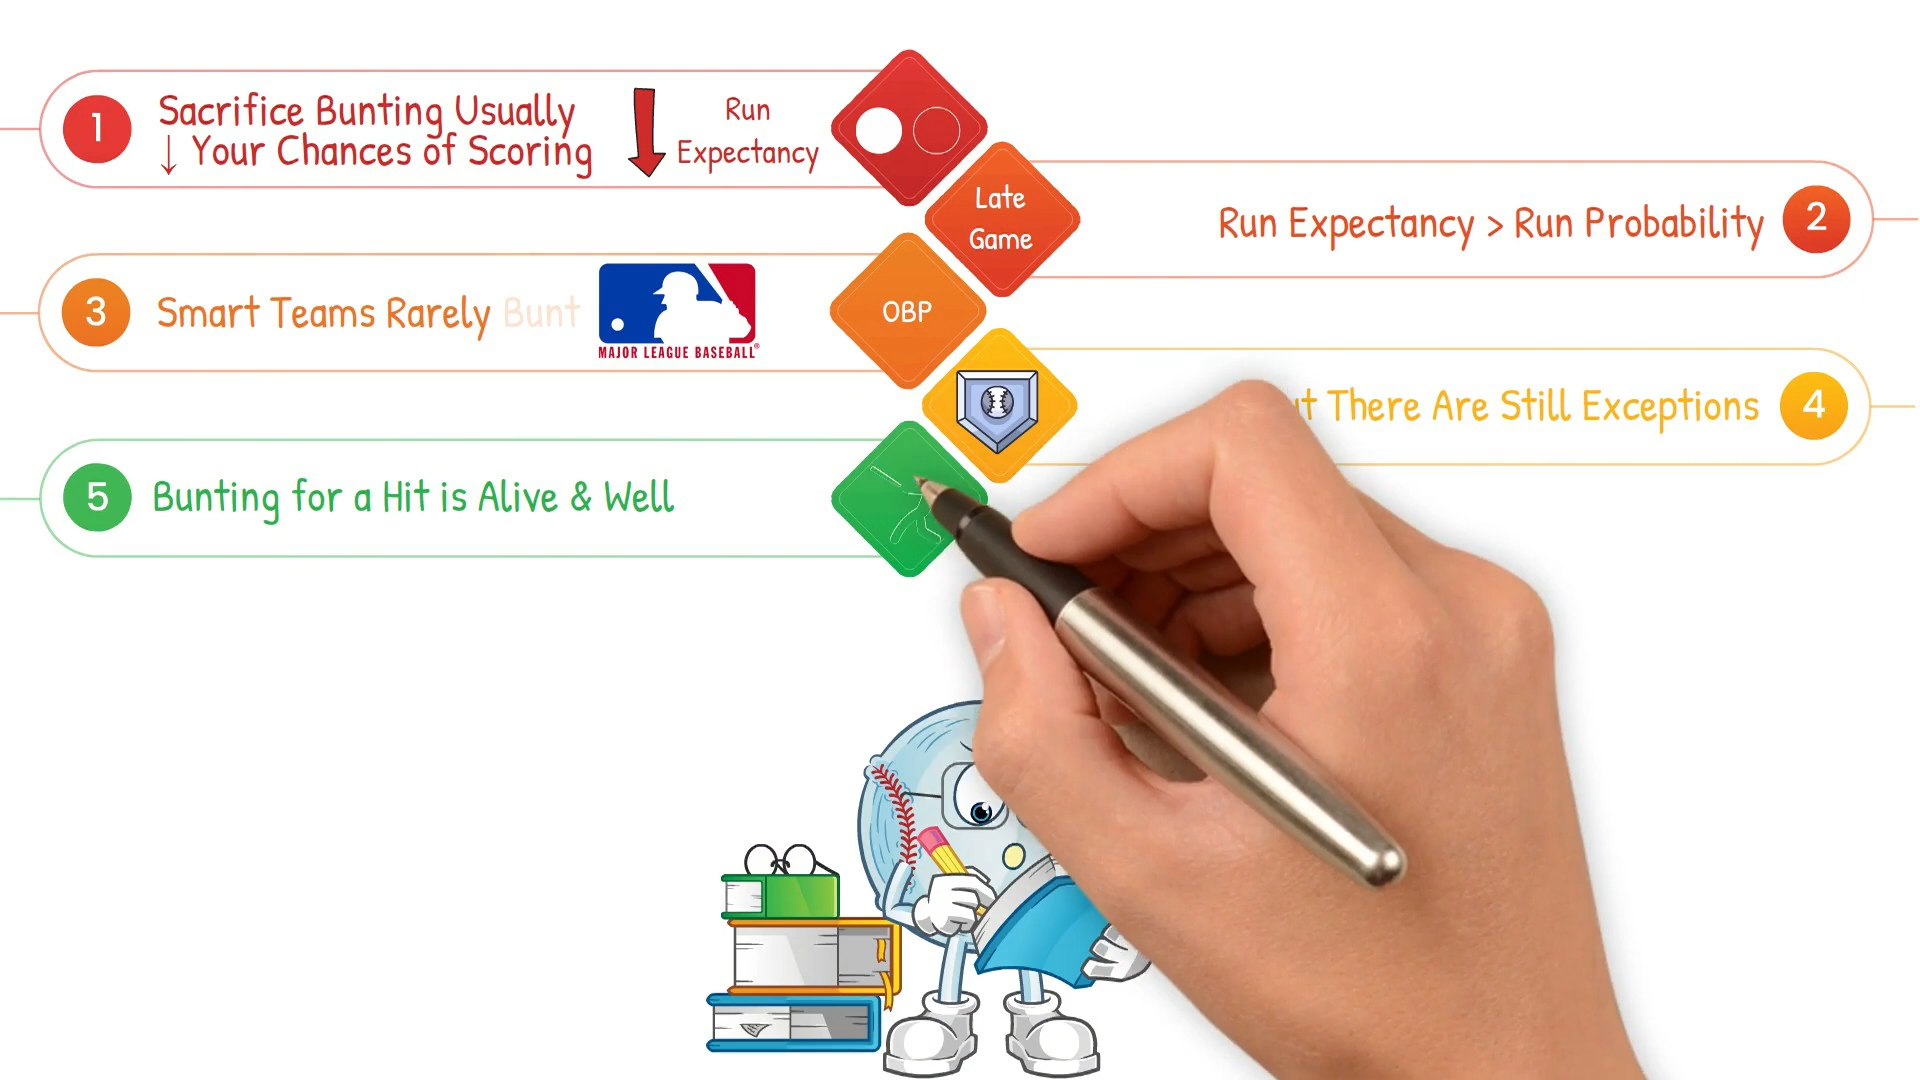 1
Sacrifice Bunting Usually
↓ Your Chances of Scoring
Run
Expectancy
Late
Game
Run Expectancy > Run Probability
2
3
Smart Teams Rarely Bunt
MAJOR LEAGUE BASEBALL®
OBP
There Are Still Exceptions
4
5
Bunting for a Hit is Alive & Well